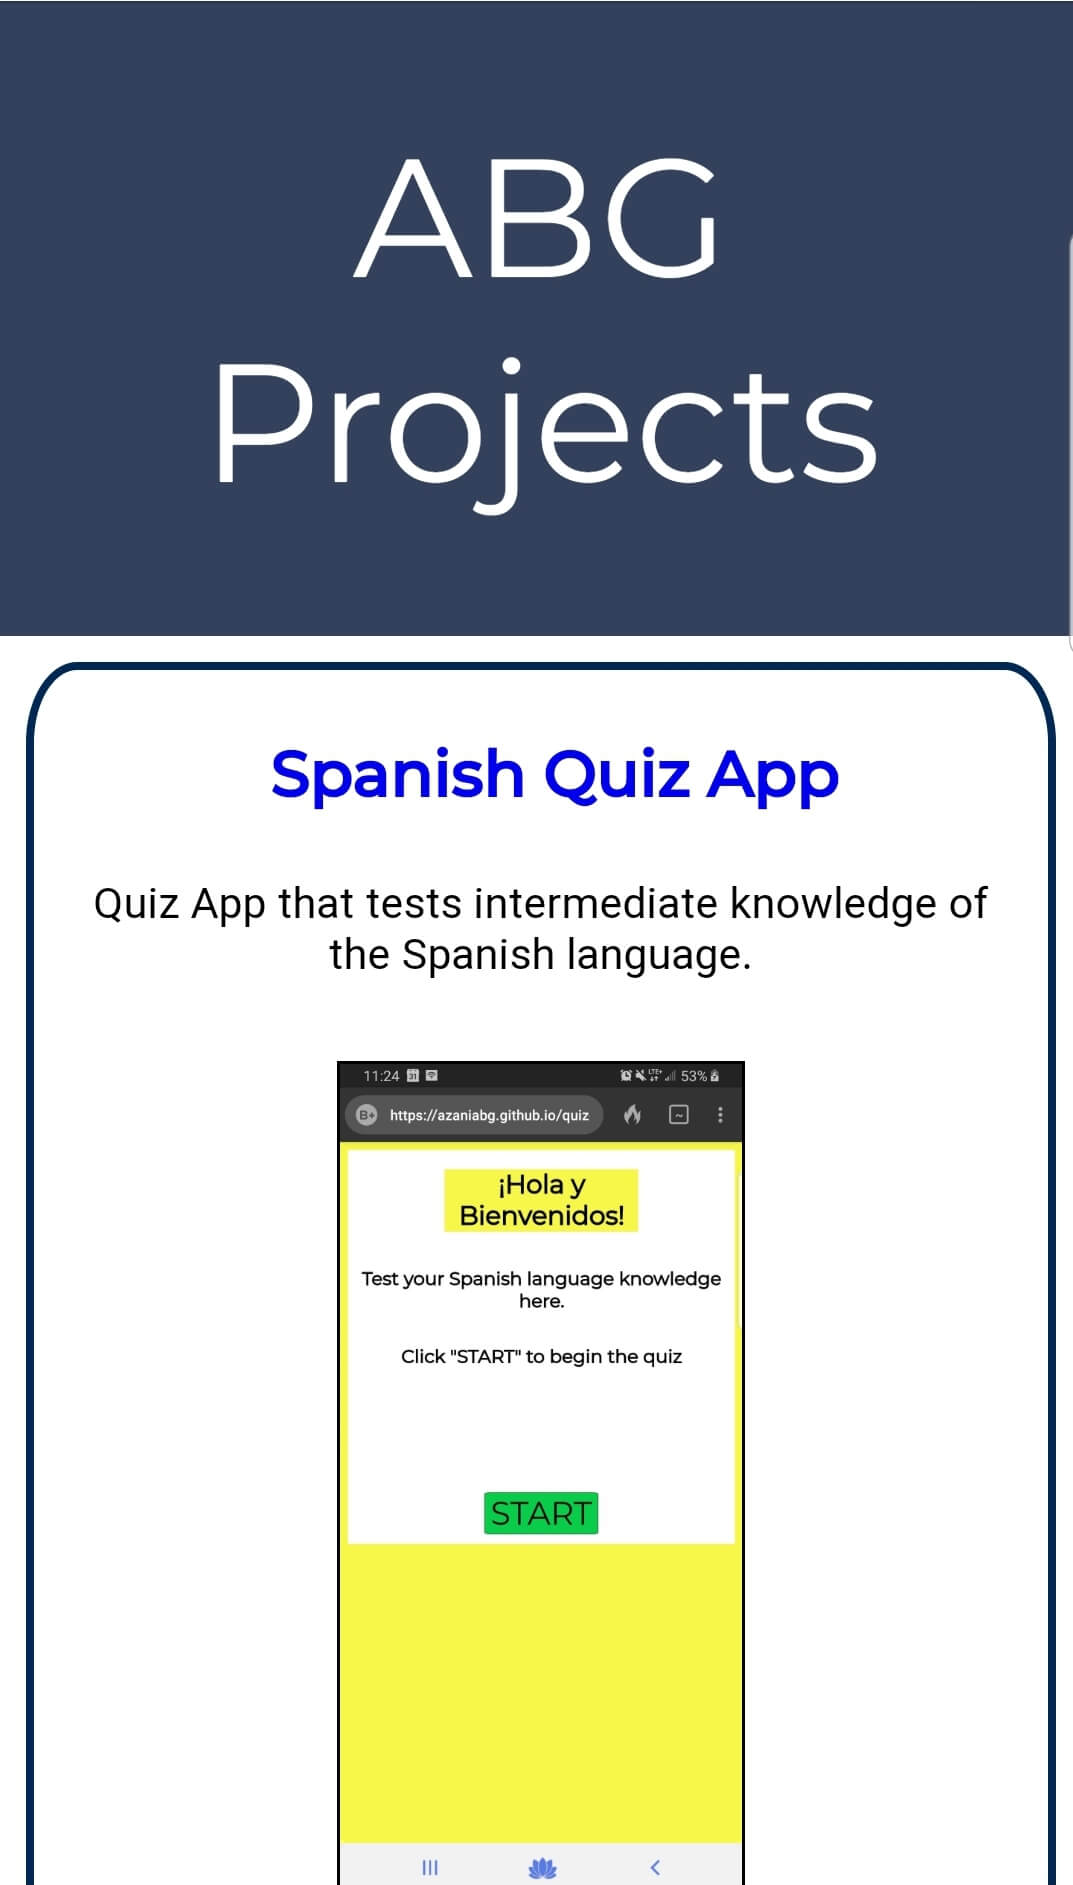 ABG
Projects
Spanish Quiz App
Quiz App that tests intermediate knowledge of
the Spanish language.
11:24 31 LTE+ 53%
B+ https://azaniabg.github.io/quiz
¡Hola y
Bienvenidos!
Test your Spanish language knowledge
here.
Click "START" to begin the quiz
START